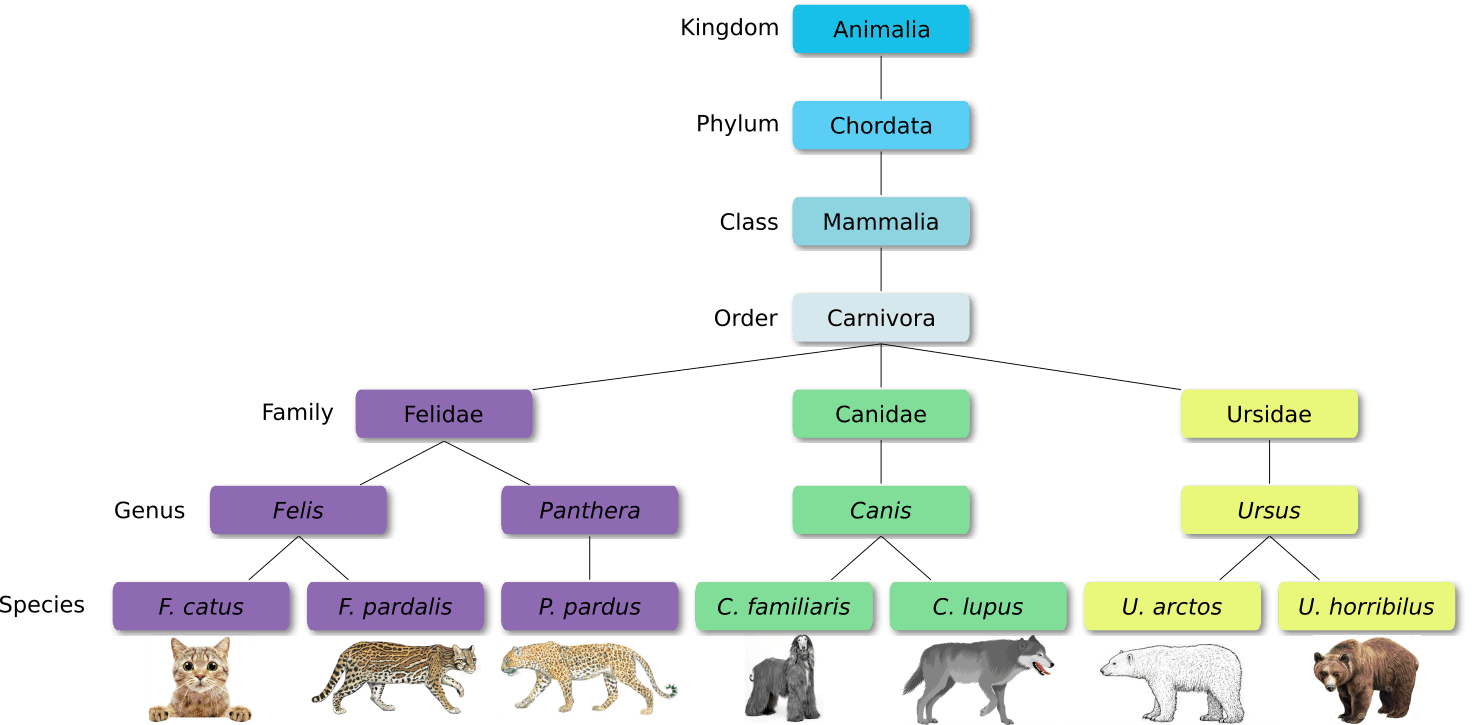 Kingdom Animalia
Phylum Chordata
Class Mammalia
Order Carnivora
Family Felidae Canidae Ursidae
Genus Felis Panthera Canis Ursus
Species F. catus F. pardalis P. pardus C. familiaris C. lupus U. arctos U. horribilus